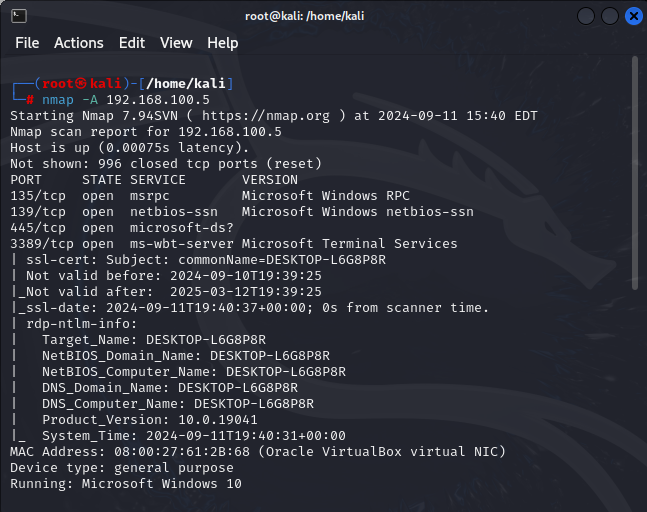 root@kali: /home/kali
File Actions Edit View Help
┌──(root㉿kali)-[/home/kali]
└─# nmap -A 192.168.100.5
Starting Nmap 7.94SVN ( https://nmap.org ) at 2024-09-11 15:40 EDT
Nmap scan report for 192.168.100.5
Host is up (0.00075s latency).
Not shown: 996 closed tcp ports (reset)
PORT     STATE SERVICE       VERSION
135/tcp  open  msrpc         Microsoft Windows RPC
139/tcp  open  netbios-ssn   Microsoft Windows netbios-ssn
445/tcp  open  microsoft-ds?
3389/tcp open  ms-wbt-server Microsoft Terminal Services
| ssl-cert: Subject: commonName=DESKTOP-L6G8P8R
| Not valid before: 2024-09-10T19:39:25
|_Not valid after:  2025-03-12T19:39:25
|_ssl-date: 2024-09-11T19:40:37+00:00; 0s from scanner time.
| rdp-ntlm-info:
|   Target_Name: DESKTOP-L6G8P8R
|   NetBIOS_Domain_Name: DESKTOP-L6G8P8R
|   NetBIOS_Computer_Name: DESKTOP-L6G8P8R
|   DNS_Domain_Name: DESKTOP-L6G8P8R
|   DNS_Computer_Name: DESKTOP-L6G8P8R
|   Product_Version: 10.0.19041
|_  System_Time: 2024-09-11T19:40:31+00:00
MAC Address: 08:00:27:61:2B:68 (Oracle VirtualBox virtual NIC)
Device type: general purpose
Running: Microsoft Windows 10